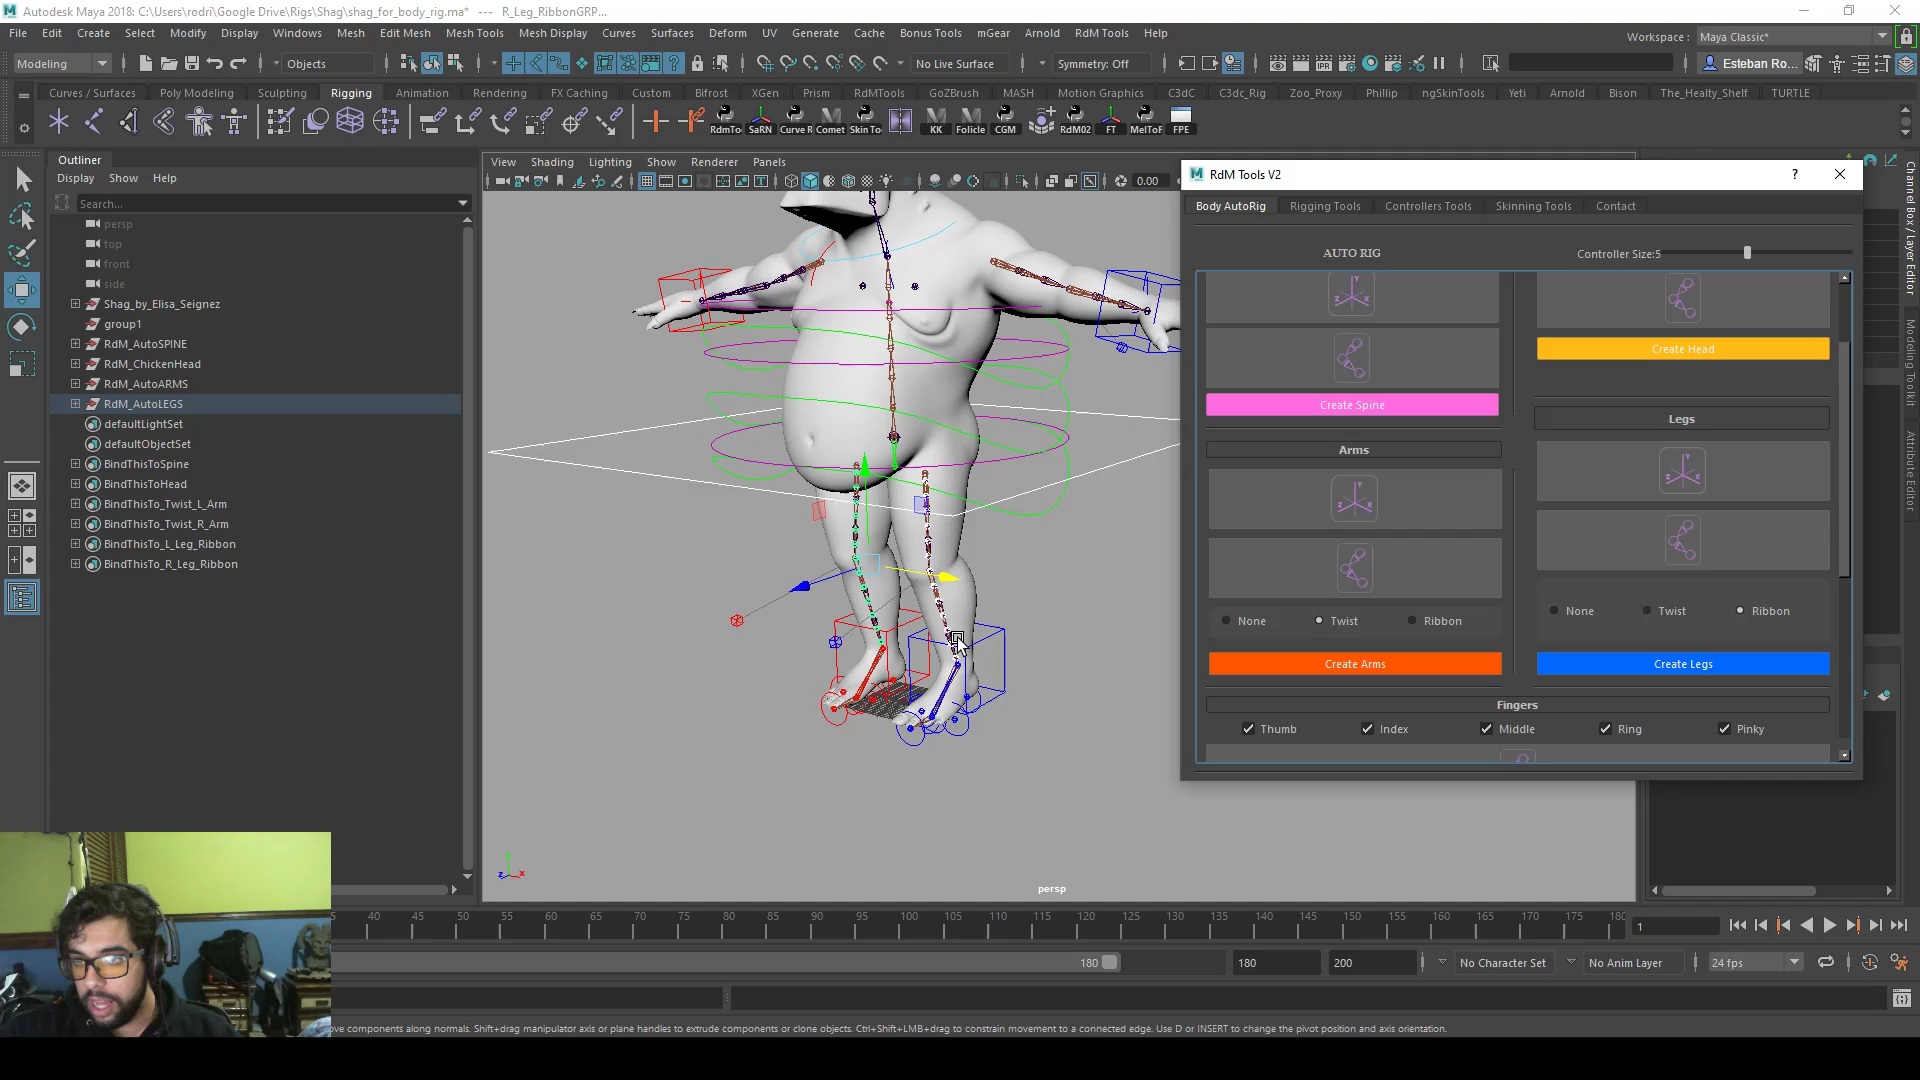 Autodesk Maya 2018: C:\Users\rodri\Google Drive\Rigs\Shag\shag_for_body_rig.ma* --- R_Leg_RibbonGRP...
File Edit Create Select Modify Display Windows Mesh Edit Mesh Mesh Tools Mesh Display Curves Surfaces Deform UV Generate Cache Bonus Tools mGear Arnold RdM Tools Help
Workspace : Maya Classic*
Modeling Objects No Live Surface Symmetry: Off Esteban Ro...
Curves / Surfaces Poly Modeling Sculpting Rigging Animation Rendering FX Caching Custom Bifrost XGen Prism RdMTools GoZBrush MASH Motion Graphics C3dC C3dc_Rig Zoo_Proxy Phillip ngSkinTools Yeti Arnold Bison The_Healty_Shelf TURTLE
RdmTo SaRN Curve R Comet Skin To KK Folicle CGM RdM02 FT MelToF FPE
Outliner
Display Show Help
Search...
persp
top
front
side
Shag_by_Elisa_Seignez
group1
RdM_AutoSPINE
RdM_ChickenHead
RdM_AutoARMS
RdM_AutoLEGS
defaultLightSet
defaultObjectSet
BindThisToSpine
BindThisToHead
BindThisTo_Twist_L_Arm
BindThisTo_Twist_R_Arm
BindThisTo_L_Leg_Ribbon
BindThisTo_R_Leg_Ribbon
View Shading Lighting Show Renderer Panels
0.00
persp
RdM Tools V2
?
Body AutoRig Rigging Tools Controllers Tools Skinning Tools Contact
AUTO RIG Controller Size:5
Create Head
Create Spine
Legs
Arms
None Twist Ribbon
None Twist Ribbon
Create Arms Create Legs
Fingers
Thumb Index Middle Ring Pinky
Channel Box / Layer Editor
Modeling Toolkit
Attribute Editor
40 45 50 55 60 65 70 75 80 85 90 95 100 105 110 115 120 125 130 135 140 145 150 155 160 165 170 175 180
1
180 180 200 No Character Set No Anim Layer 24 fps
ove components along normals. Shift+drag manipulator axis or plane handles to extrude components or clone objects. Ctrl+Shift+LMB+drag to constrain movement to a connected edge. Use D or INSERT to change the pivot position and axis orientation.